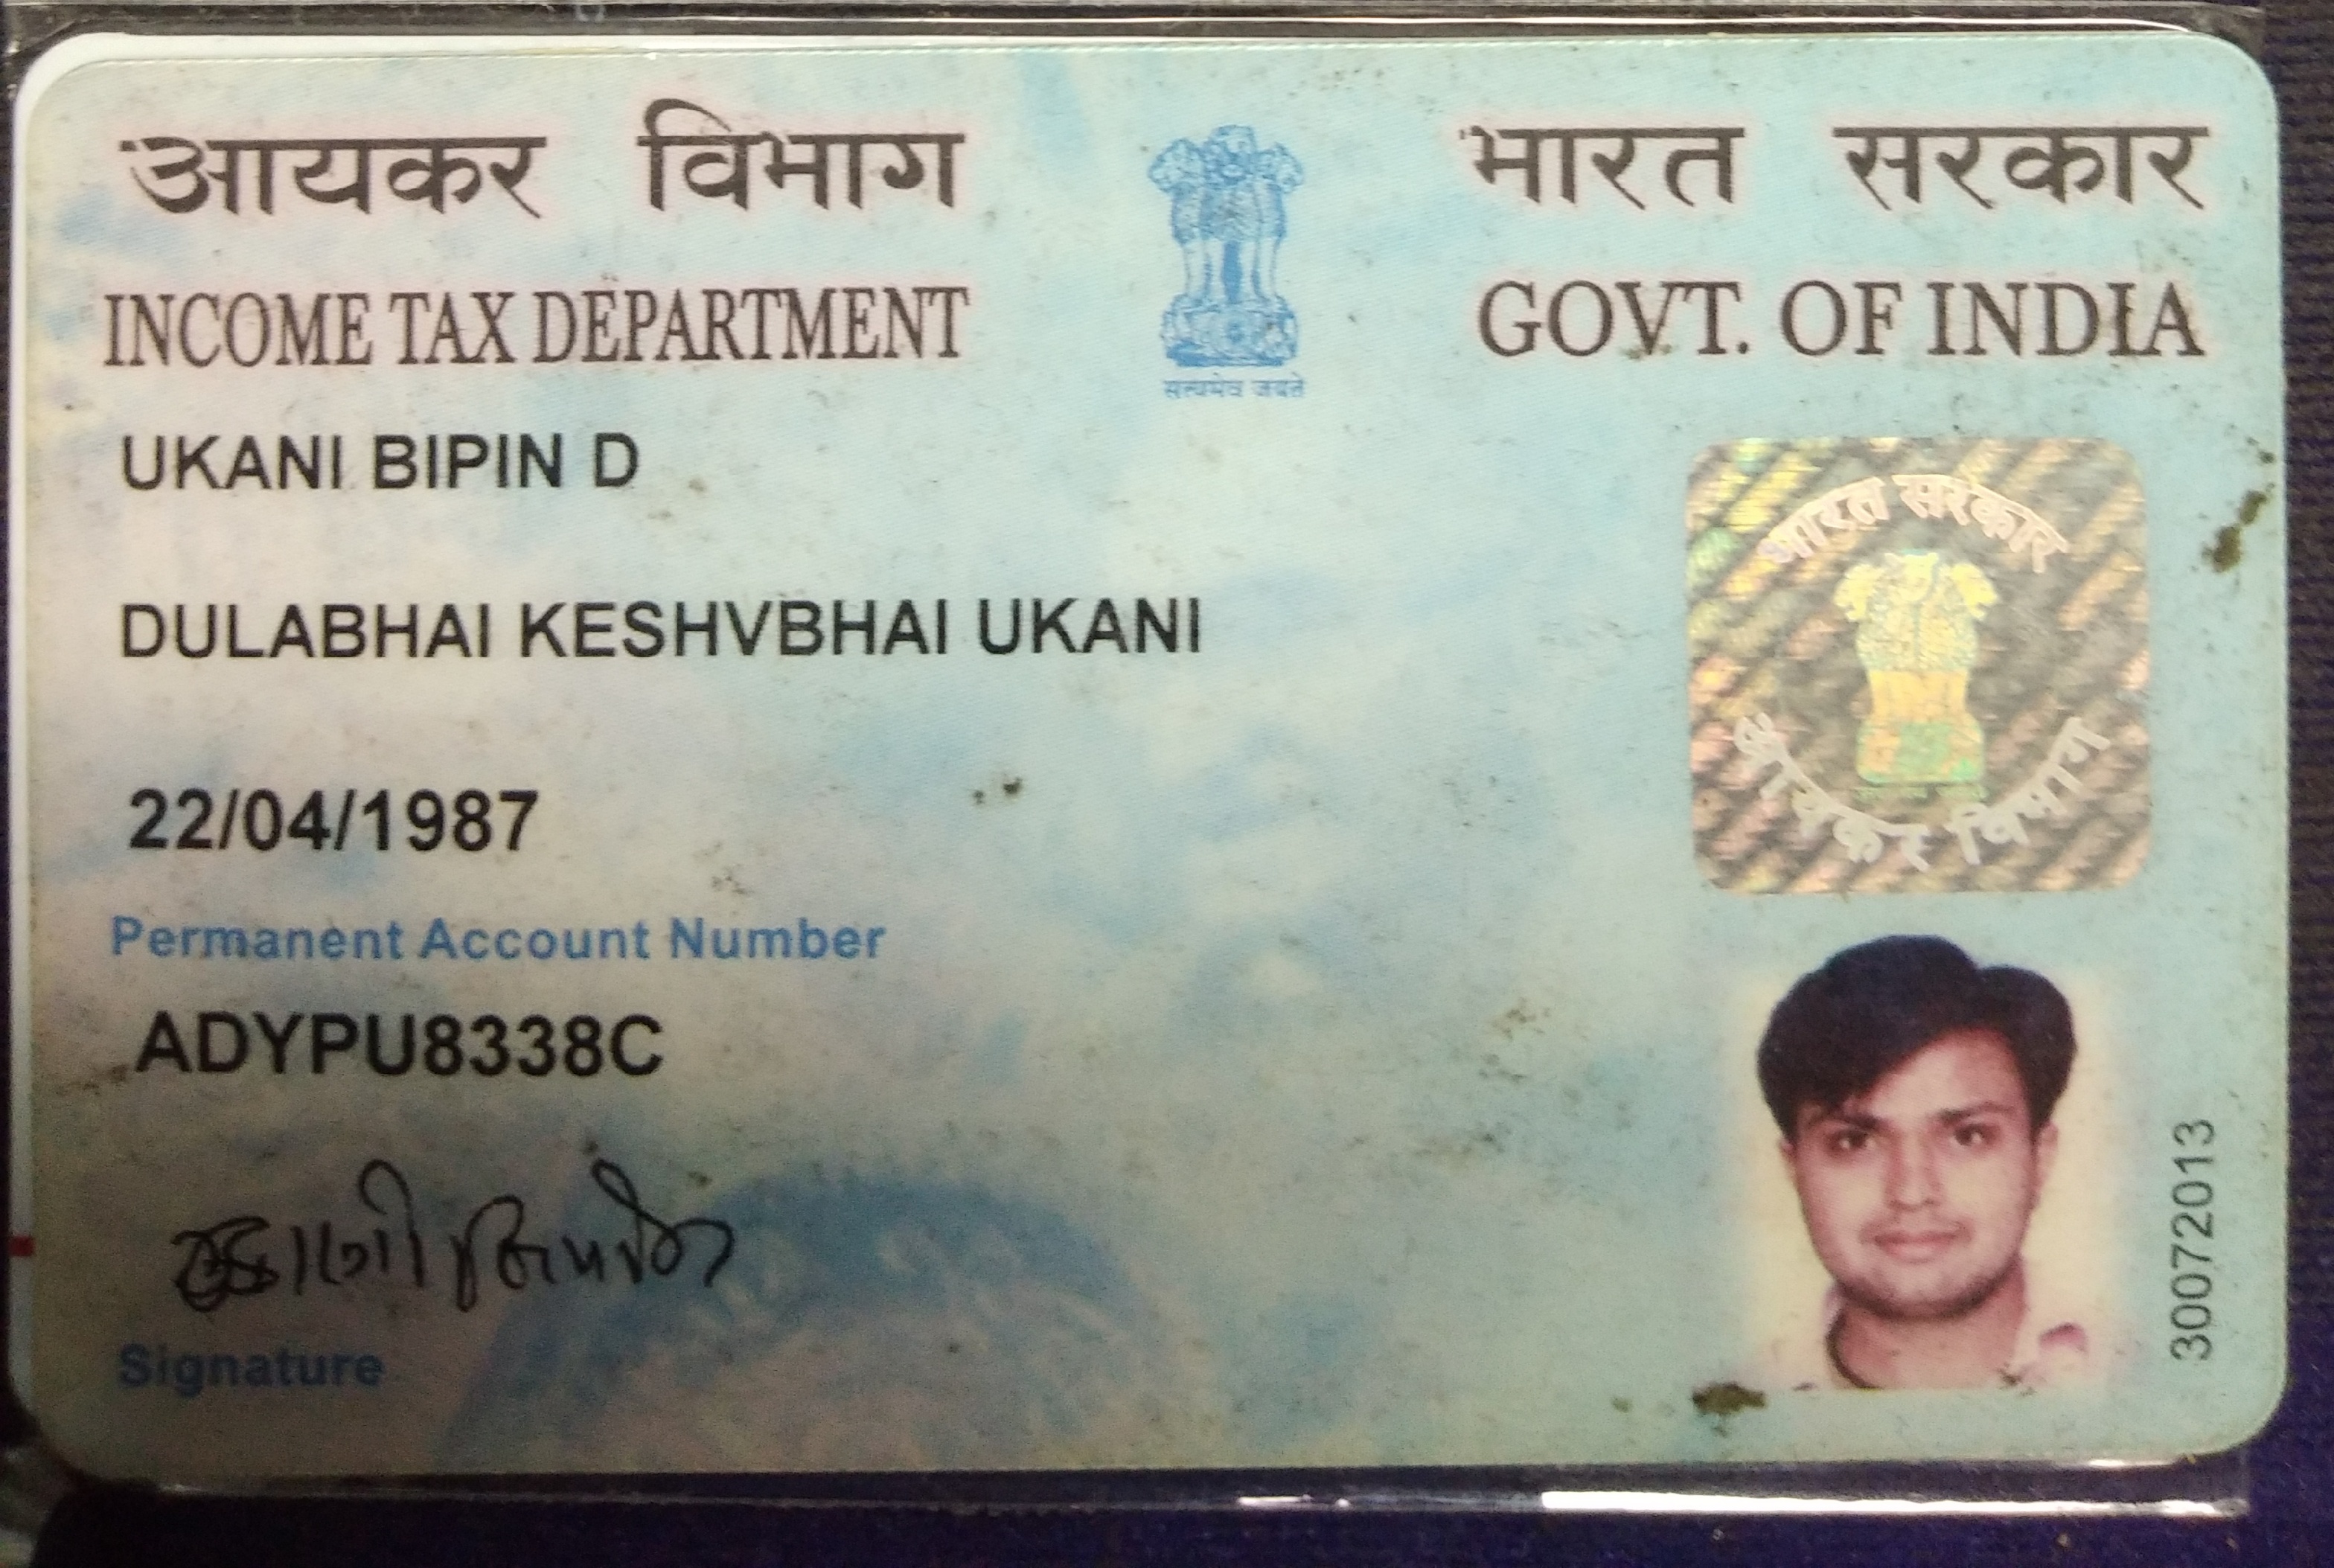 आयकर विभाग
भारत सरकार
INCOME TAX DEPARTMENT
GOVT. OF INDIA
सत्यमेव जयते
UKANI BIPIN D
DULABHAI KESHVBHAI UKANI
22/04/1987
Permanent Account Number
ADYPU8338C
Signature
भारत सरकार
आयकर विभाग
30072013